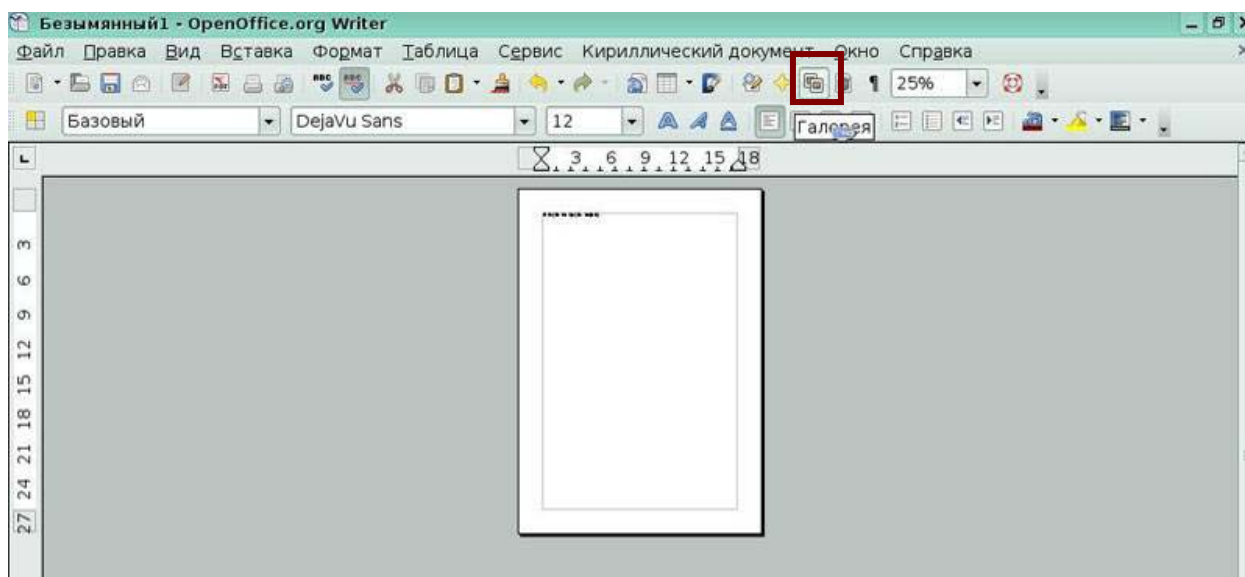 Безымянный1 - OpenOffice.org Writer
Файл Правка Вид Вставка Формат Таблица Сервис Кириллический документ Окно Справка
25%
Базовый DejaVu Sans 12 Галерея
3 6 9 12 15 18
3
6
9
12
15
18
21
24
27